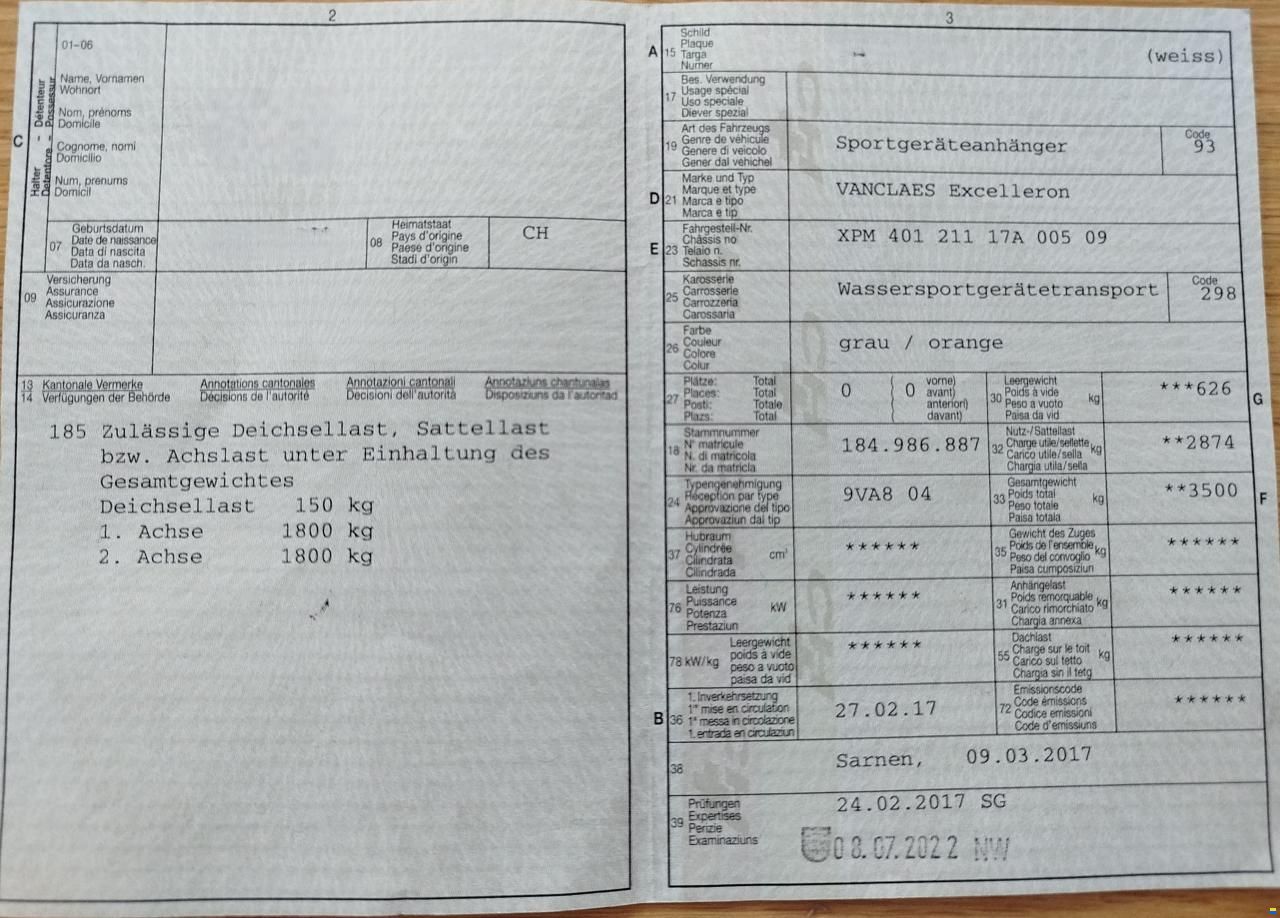 2
01-06
Halter - Détenteur
Detentore - Possessur
C
Name, Vornamen
Wohnort
Nom, prénoms
Domicile
Cognome, nomi
Domicilio
Num, prenums
Domicil
07
Geburtsdatum
Date de naissance
Data di nascita
Data da nasch.
08
Heimatstaat
Pays d'origine
Paese d'origine
Stadi d'origin
CH
09
Versicherung
Assurance
Assicurazione
Assicuranza
13 Kantonale Vermerke Annotations cantonales Annotazioni cantonali Annotaziuns chantunalas
14 Verfügungen der Behörde Décisions de l'autorité Decisioni dell'autorità Disposiziuns da l'autoritad
185 Zulässige Deichsellast, Sattellast
bzw. Achslast unter Einhaltung des
Gesamtgewichtes
Deichsellast 150 kg
1. Achse 1800 kg
2. Achse 1800 kg
3
A 15
Schild
Plaque
Targa
Numer
(weiss)
17
Bes. Verwendung
Usage spécial
Uso speciale
Diever spezial
19
Art des Fahrzeugs
Genre de véhicule
Genere di veicolo
Gener dal vehichel
Sportgeräteanhänger
Code
93
D 21
Marke und Typ
Marque et type
Marca e tipo
Marca e tip
VANCLAES Excelleron
E 23
Fahrgestell-Nr.
Châssis no
Telaio n.
Schassis nr.
XPM 401 211 17A 005 09
25
Karosserie
Carrosserie
Carrozzeria
Carossaria
Wassersportgerätetransport
Code
298
26
Farbe
Couleur
Colore
Colur
grau / orange
27
Plätze: Total
Places: Total
Posti: Totale
Plazs: Total
0 ( 0 vorne)
avant)
anteriori)
davant)
30
Leergewicht
Poids à vide
Peso a vuoto
Paisa da vid
kg
***626
G
18
Stammnummer
N° matricule
N. di matricola
Nr. da matricla
184.986.887
32
Nutz-/Sattellast
Charge utile/sellette
Carico utile/sella
Chargia utila/sella
kg
**2874
24
Typengenehmigung
Réception par type
Approvazione del tipo
Approvaziun dal tip
9VA8 04
33
Gesamtgewicht
Poids total
Peso totale
Paisa totala
kg
**3500
F
37
Hubraum
Cylindrée
Cilindrata
Cilindrada
cm³
******
35
Gewicht des Zuges
Poids de l'ensemble
Peso del convoglio
Paisa cumposiziun
kg
******
76
Leistung
Puissance
Potenza
Prestaziun
kW
******
31
Anhängelast
Poids remorquable
Carico rimorchiato
Chargia annexa
kg
******
78 kW/kg
Leergewicht
poids à vide
peso a vuoto
paisa da vid
******
55
Dachlast
Charge sur le toit
Carico sul tetto
Chargia sin il tetg
kg
******
B 36
1. Inverkehrsetzung
1ᵉ mise en circulation
1ª messa in circolazione
1. entrada en circulaziun
27.02.17
72
Emissionscode
Code émissions
Codice emissioni
Code d'emissiuns
******
38
Sarnen, 09.03.2017
39
Prüfungen
Expertises
Perizie
Examinaziuns
24.02.2017 SG
08.07.2022 NW